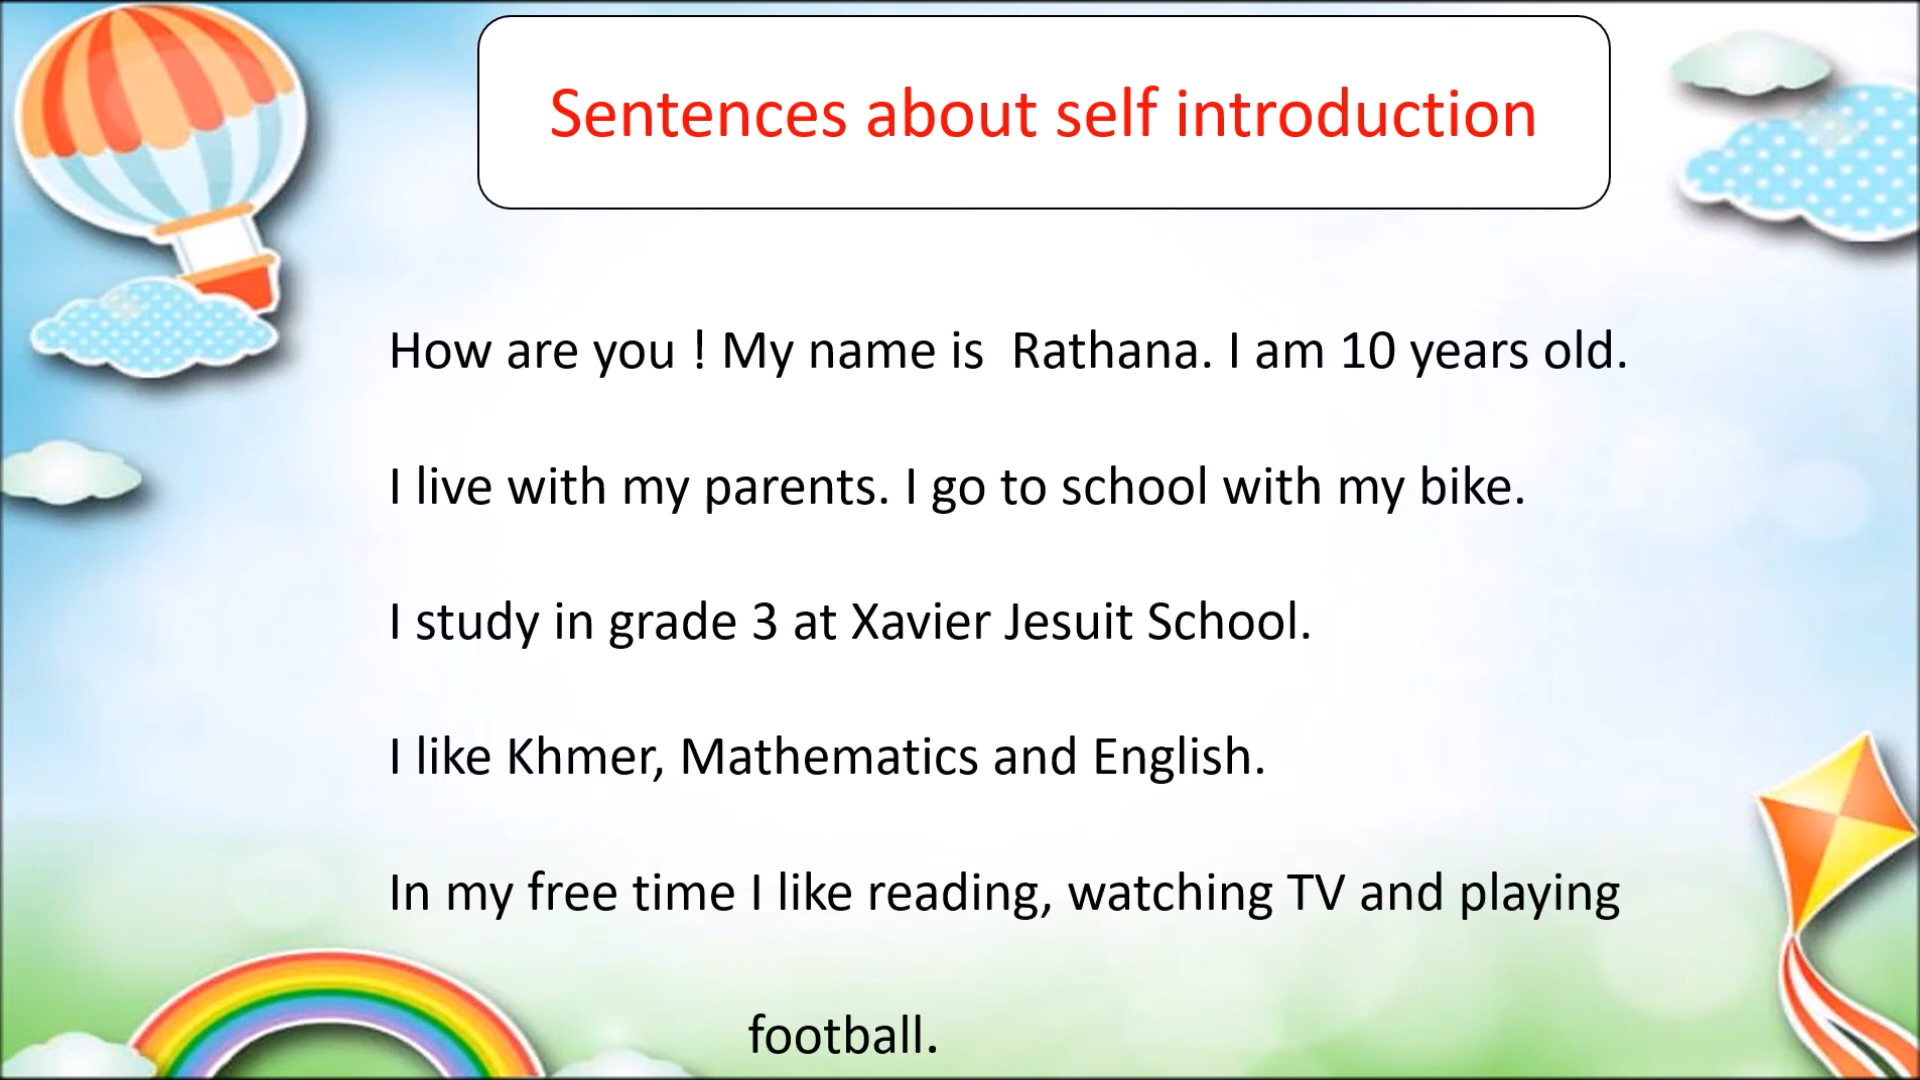 Sentences about self introduction
How are you ! My name is  Rathana. I am 10 years old.
I live with my parents. I go to school with my bike.
I study in grade 3 at Xavier Jesuit School.
I like Khmer, Mathematics and English.
In my free time I like reading, watching TV and playing
football.